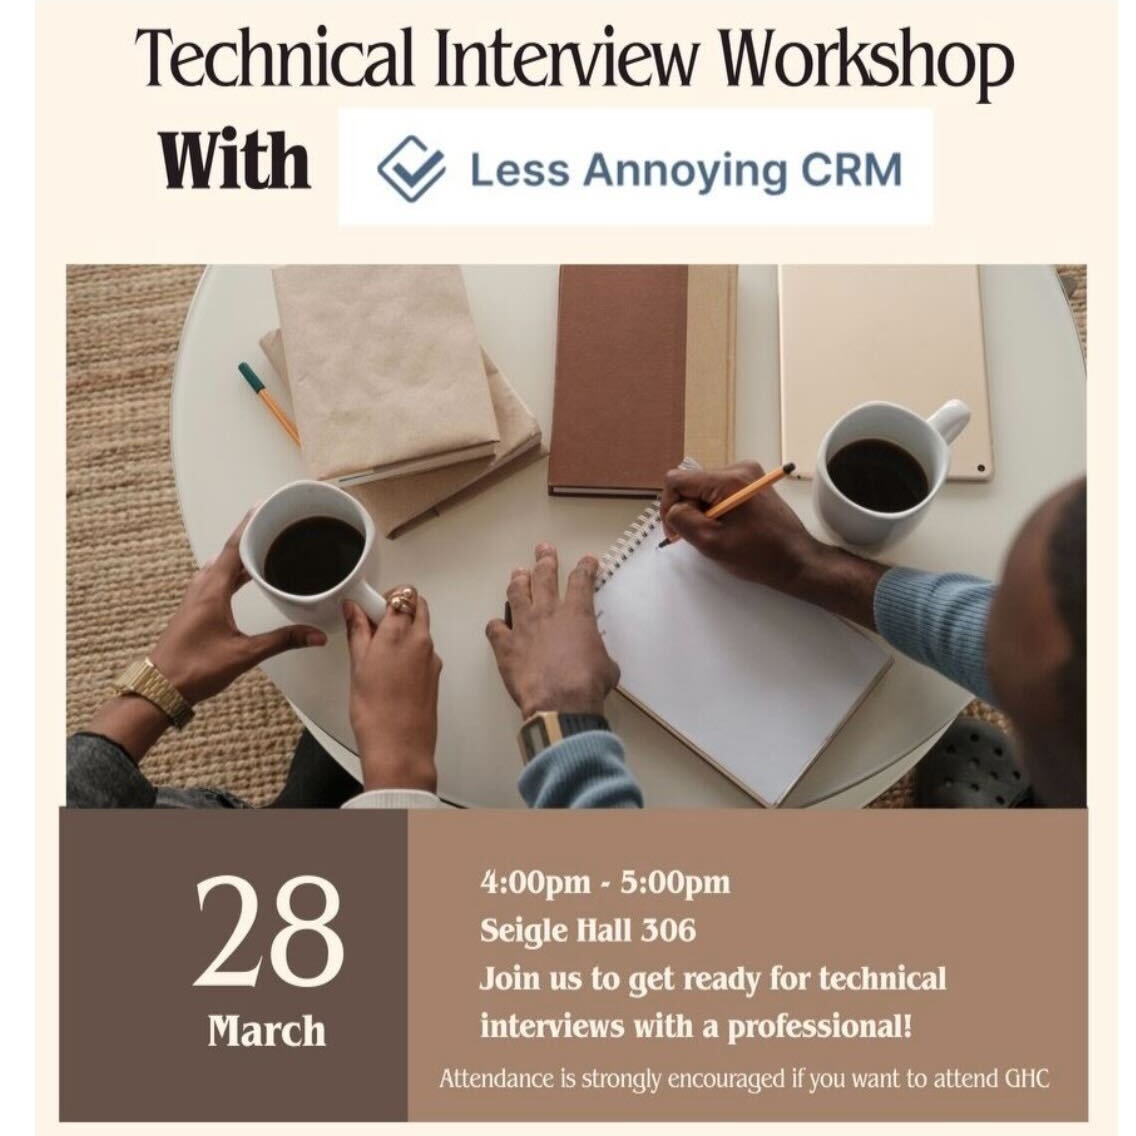 Technical Interview Workshop
With Less Annoying CRM
28
March
4:00pm - 5:00pm
Seigle Hall 306
Join us to get ready for technical
interviews with a professional!
Attendance is strongly encouraged if you want to attend GHC